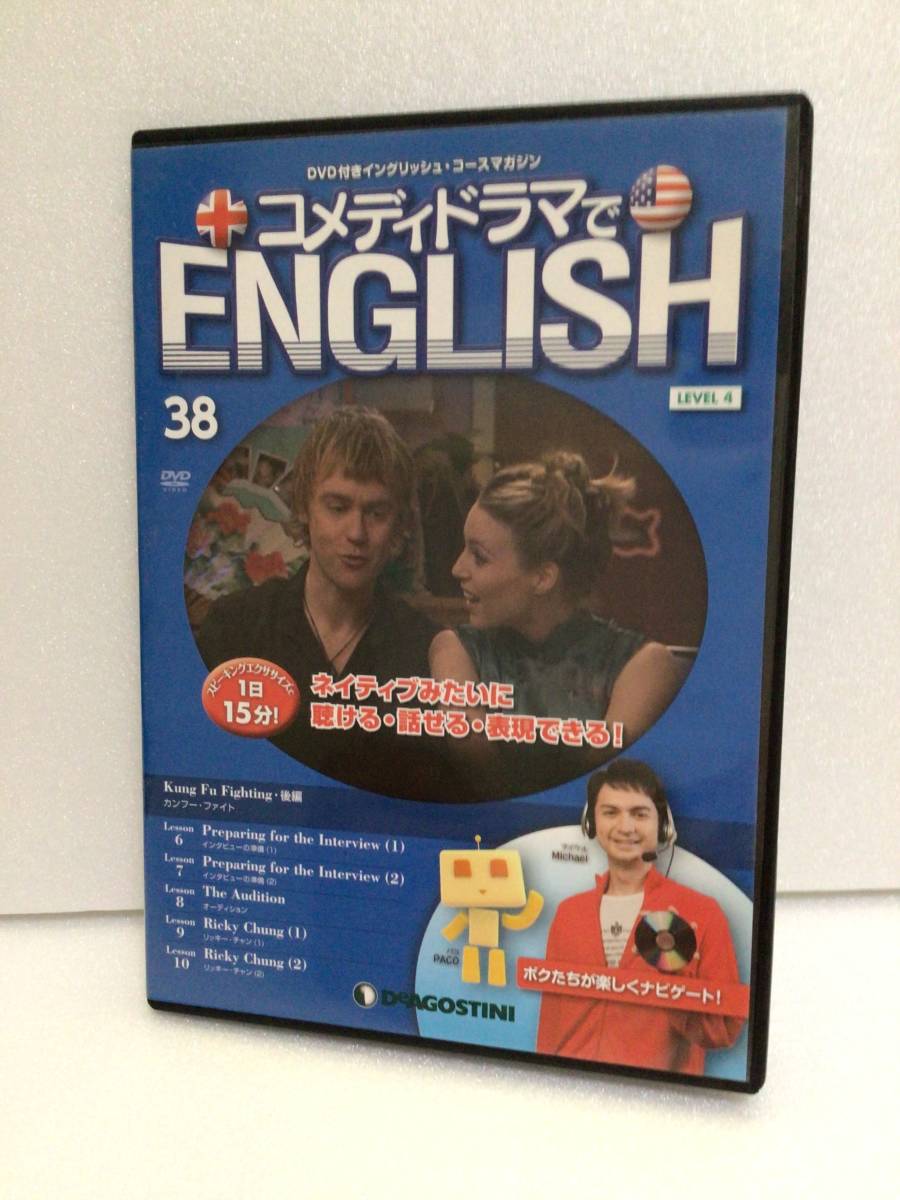 DVD付きイングリッシュ・コースマガジン
コメディドラマで
ENGLISH
LEVEL 4
38
DVD
VIDEO
スピーキングエクササイズで
1日
15分!
ネイティブみたいに
聴ける・話せる・表現できる!
Kung Fu Fighting・後編
カンフー・ファイト
Lesson 6 Preparing for the Interview (1)
インタビューの準備 (1)
Lesson 7 Preparing for the Interview (2)
インタビューの準備 (2)
Lesson 8 The Audition
オーディション
Lesson 9 Ricky Chung (1)
リッキー・チャン (1)
Lesson 10 Ricky Chung (2)
リッキー・チャン (2)
マイケル
Michael
パコ
PACO
ボクたちが楽しくナビゲート!
DeAGOSTINI